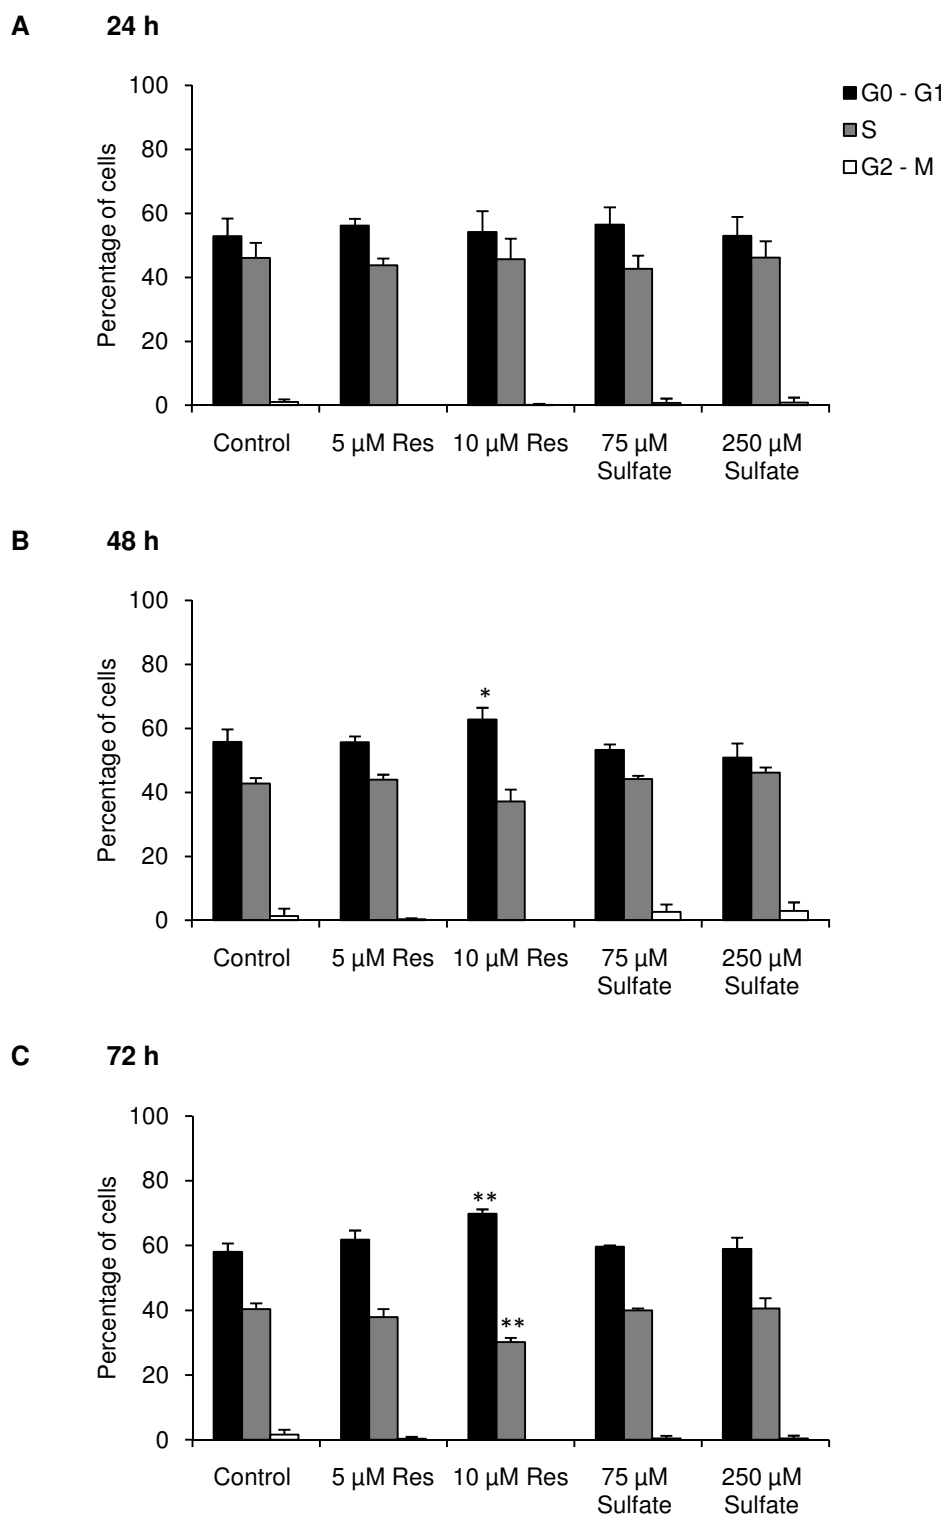 A 24 h
100
80
60
40
20
0
Percentage of cells
G0 - G1
S
G2 - M
Control 5 µM Res 10 µM Res 75 µM 250 µM
Sulfate Sulfate
B 48 h
100
80
60
40
20
0
Percentage of cells
*
Control 5 µM Res 10 µM Res 75 µM 250 µM
Sulfate Sulfate
C 72 h
100
80
60
40
20
0
Percentage of cells
**
**
Control 5 µM Res 10 µM Res 75 µM 250 µM
Sulfate Sulfate